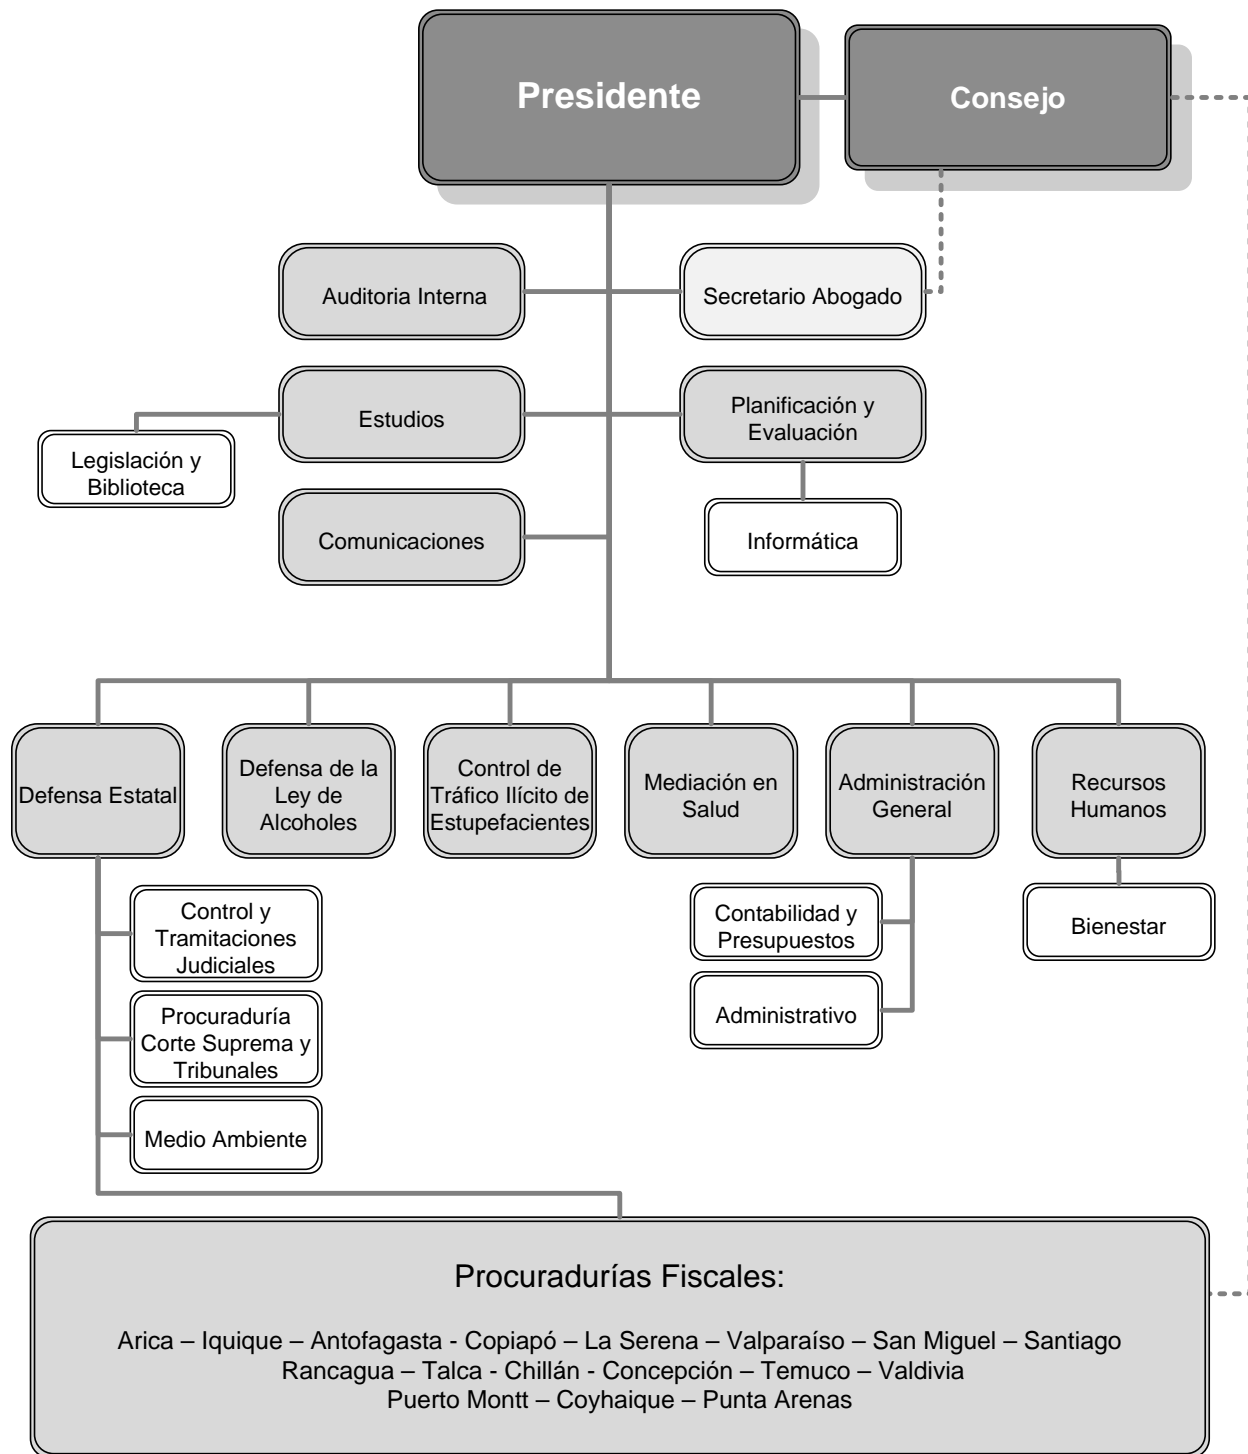 Presidente
Consejo
Auditoria Interna
Secretario Abogado
Estudios
Planificación y
Evaluación
Legislación y
Biblioteca
Comunicaciones
Informática
Defensa Estatal
Defensa de la
Ley de
Alcoholes
Control de
Tráfico Ilícito de
Estupefacientes
Mediación en
Salud
Administración
General
Recursos
Humanos
Control y
Tramitaciones
Judiciales
Procuraduría
Corte Suprema y
Tribunales
Medio Ambiente
Contabilidad y
Presupuestos
Administrativo
Bienestar
Procuradurías Fiscales:
Arica – Iquique – Antofagasta - Copiapó – La Serena – Valparaíso – San Miguel – Santiago
Rancagua – Talca - Chillán - Concepción – Temuco – Valdivia
Puerto Montt – Coyhaique – Punta Arenas